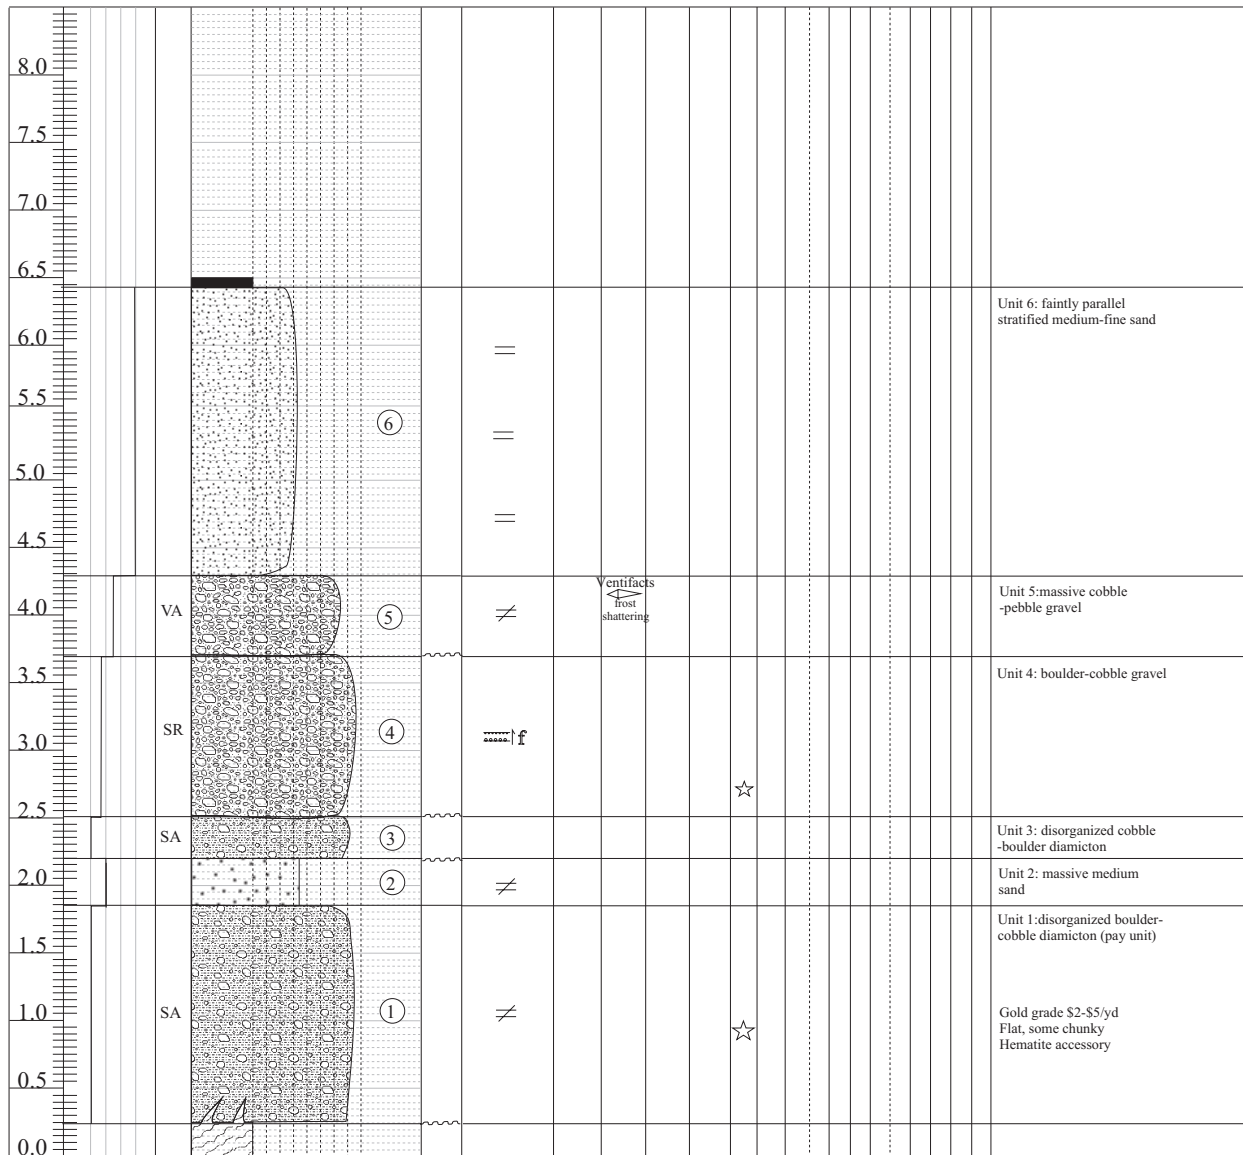 8.0
7.5
7.0
6.5
Unit 6: faintly parallel
stratified medium-fine sand
6.0
5.5
6
5.0
4.5
Ventifacts
frost
shattering
Unit 5:massive cobble
-pebble gravel
4.0
VA
5
3.5
Unit 4: boulder-cobble gravel
SR
4
f
3.0
2.5
SA
3
Unit 3: disorganized cobble
-boulder diamicton
2.0
2
Unit 2: massive medium
sand
Unit 1:disorganized boulder-
cobble diamicton (pay unit)
1.5
1.0
SA
1
Gold grade $2-$5/yd
Flat, some chunky
Hematite accessory
0.5
0.0